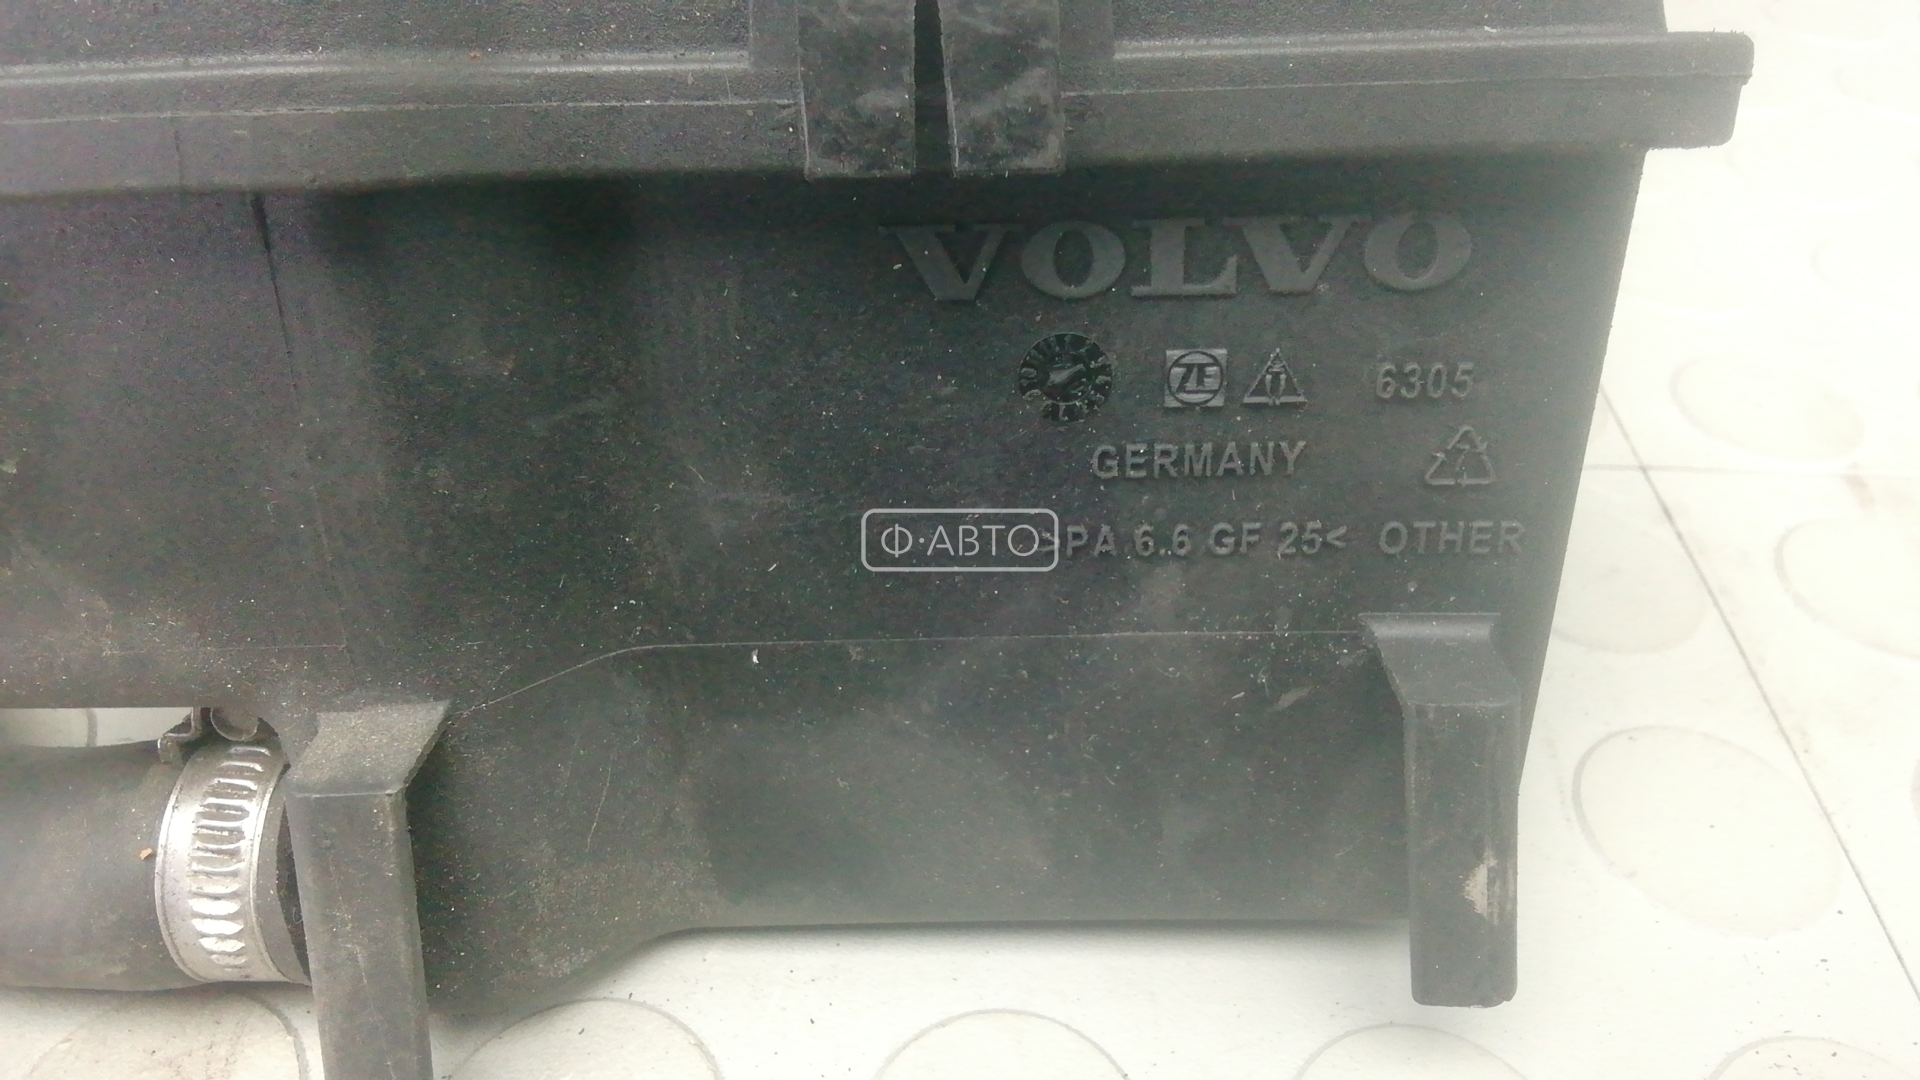 VOLVO
ZF 6305
GERMANY
Ф·АВТО >PA 6.6 GF 25< OTHER